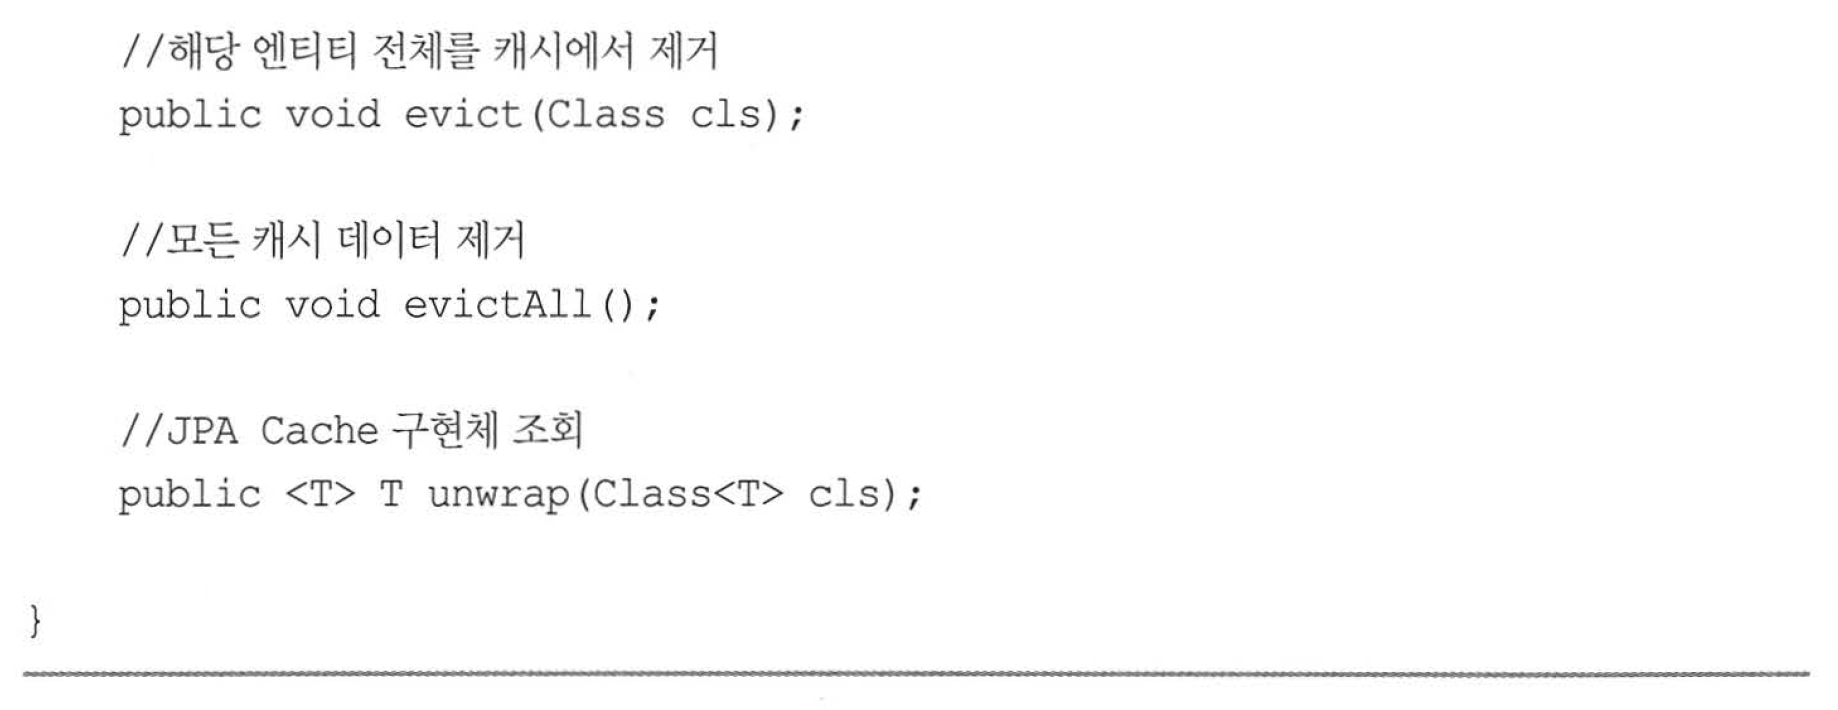 //해당 엔티티 전체를 캐시에서 제거
public void evict(Class cls);
//모든 캐시 데이터 제거
public void evictAll();
//JPA Cache 구현체 조회
public <T> T unwrap(Class<T> cls);
}